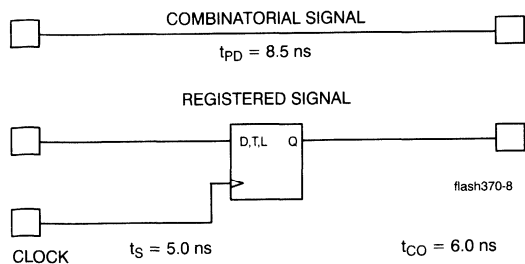 COMBINATORIAL SIGNAL
tPD = 8.5 ns
REGISTERED SIGNAL
D,T,L Q
flash370-8
CLOCK
tS = 5.0 ns
tCO = 6.0 ns